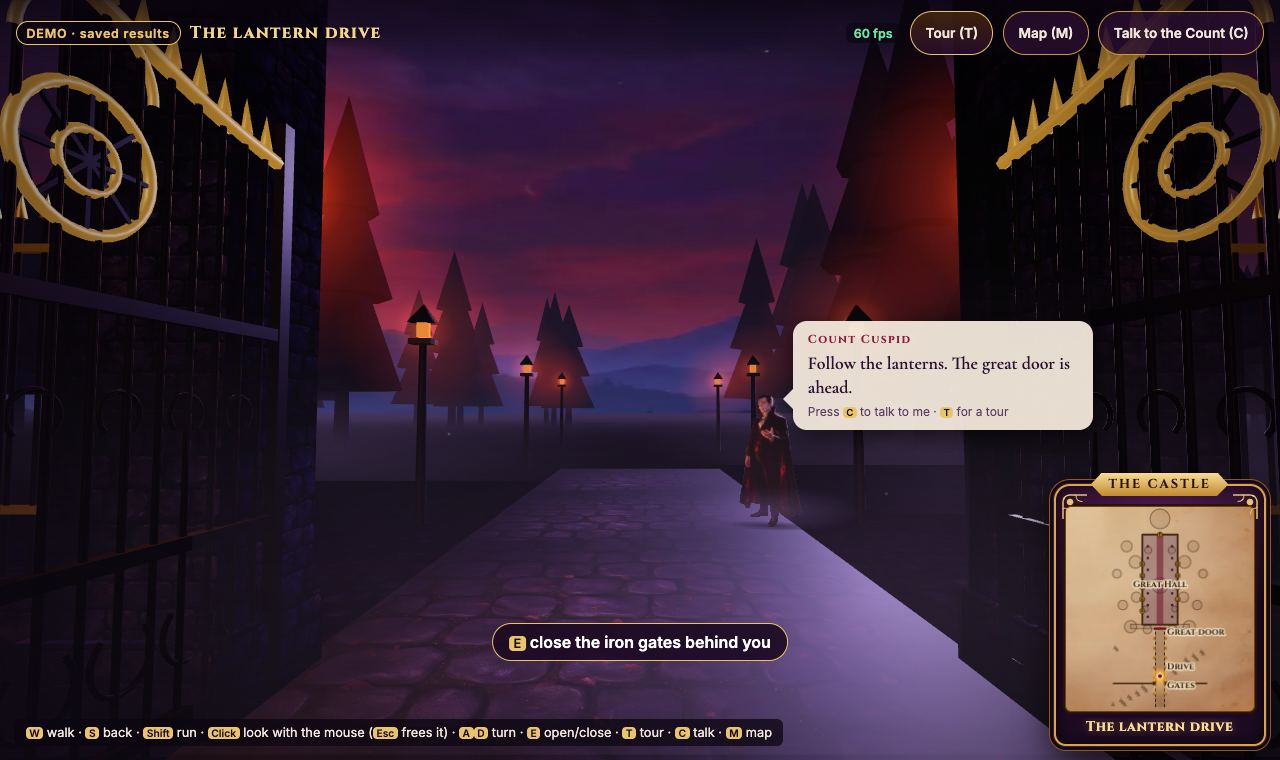 DEMO · saved results
The lantern drive
60 fps
Tour (T)
Map (M)
Talk to the Count (C)
Count Cuspid
Follow the lanterns. The great door is
ahead.
Press C to talk to me · T for a tour
THE CASTLE
Great Hall
Great door
Drive
Gates
The lantern drive
E close the iron gates behind you
W walk · S back · Shift run · Click look with the mouse (Esc frees it) · A D turn · E open/close · T tour · C talk · M map